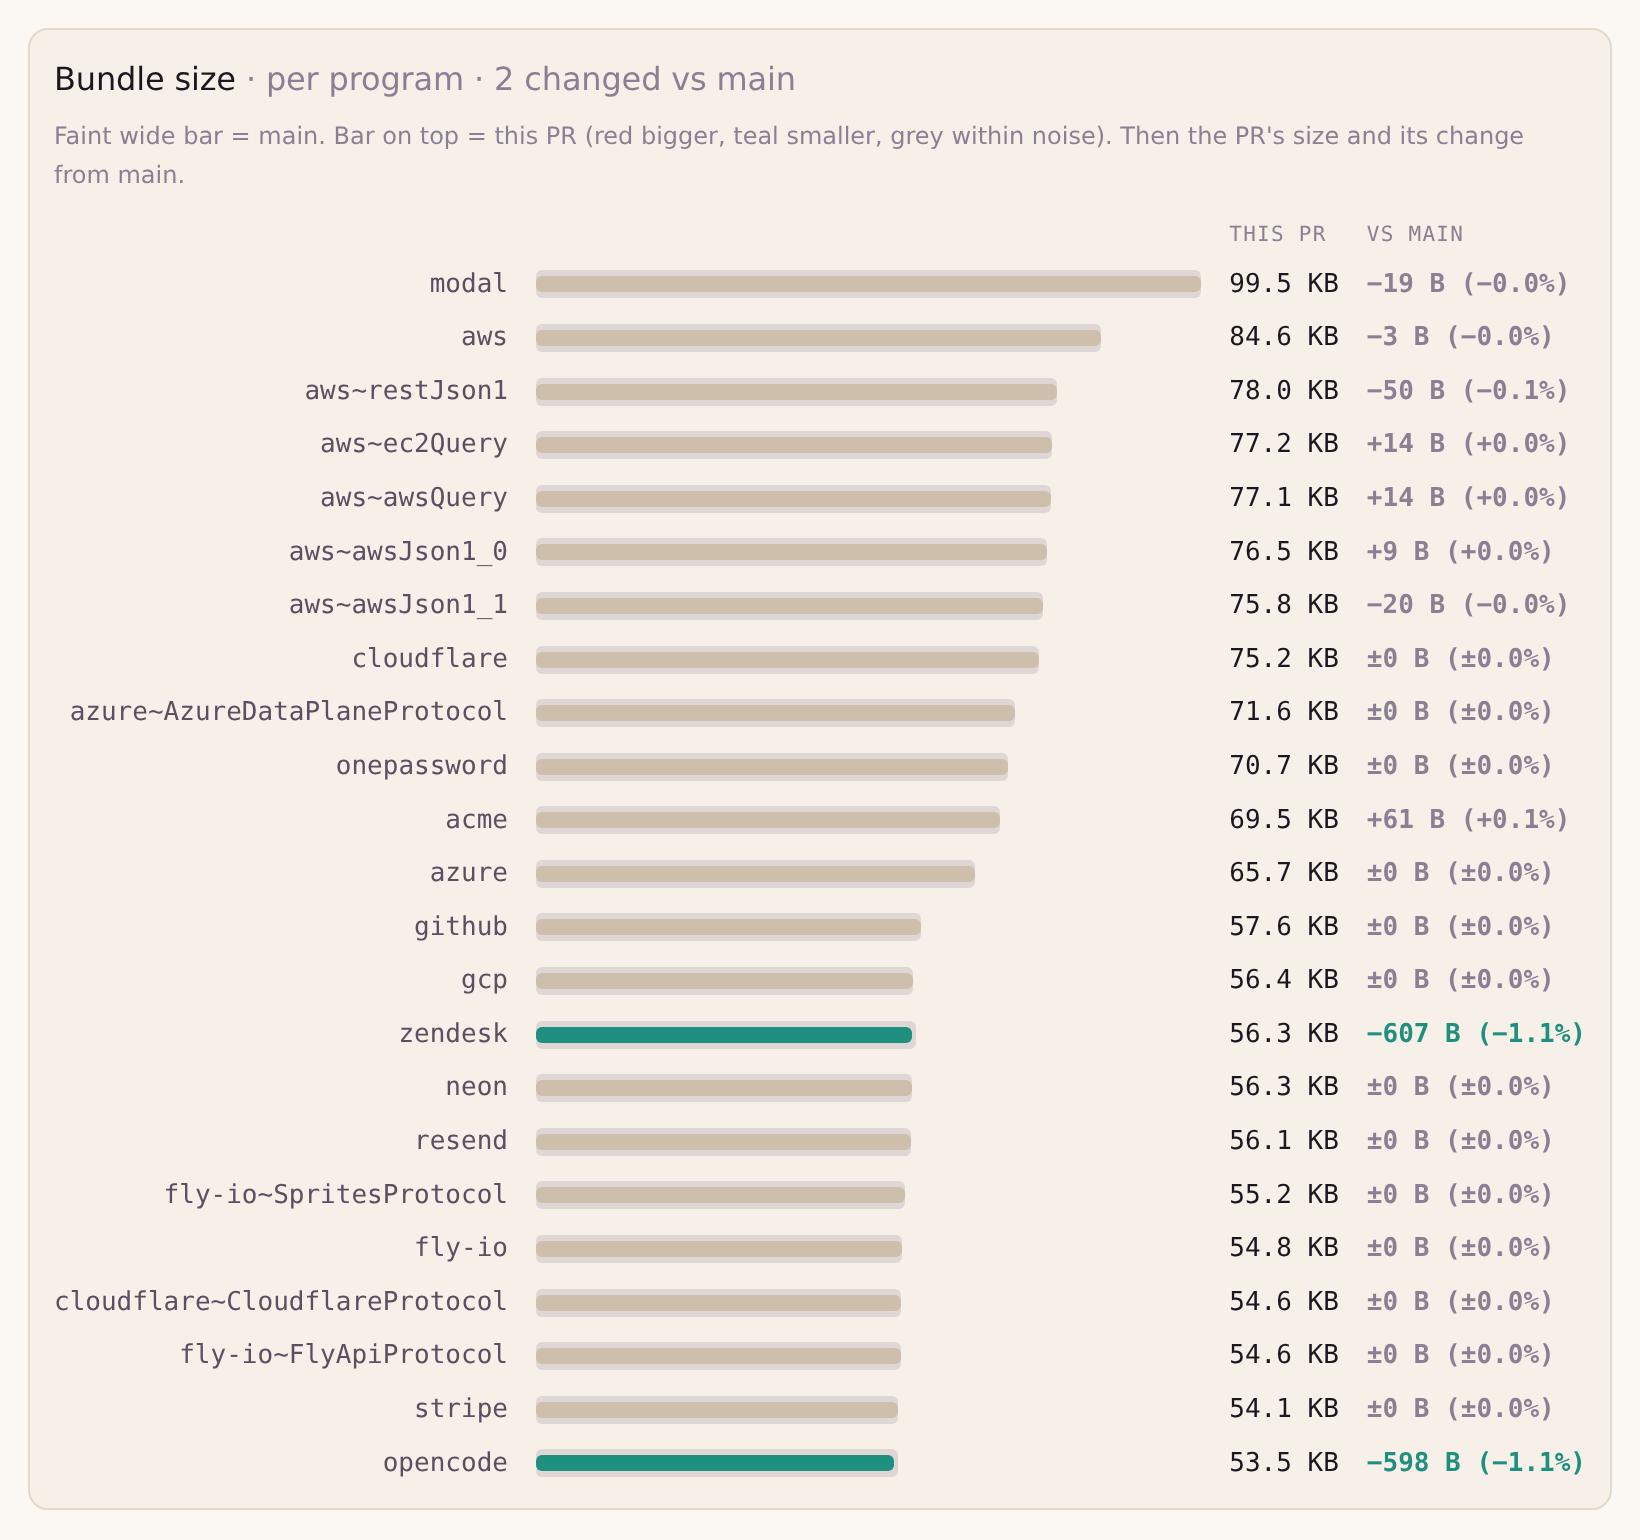 Bundle size · per program · 2 changed vs main
Faint wide bar = main. Bar on top = this PR (red bigger, teal smaller, grey within noise). Then the PR's size and its change
from main.
THIS PR VS MAIN
modal 99.5 KB −19 B (−0.0%)
aws 84.6 KB −3 B (−0.0%)
aws~restJson1 78.0 KB −50 B (−0.1%)
aws~ec2Query 77.2 KB +14 B (+0.0%)
aws~awsQuery 77.1 KB +14 B (+0.0%)
aws~awsJson1_0 76.5 KB +9 B (+0.0%)
aws~awsJson1_1 75.8 KB −20 B (−0.0%)
cloudflare 75.2 KB ±0 B (±0.0%)
azure~AzureDataPlaneProtocol 71.6 KB ±0 B (±0.0%)
onepassword 70.7 KB ±0 B (±0.0%)
acme 69.5 KB +61 B (+0.1%)
azure 65.7 KB ±0 B (±0.0%)
github 57.6 KB ±0 B (±0.0%)
gcp 56.4 KB ±0 B (±0.0%)
zendesk 56.3 KB −607 B (−1.1%)
neon 56.3 KB ±0 B (±0.0%)
resend 56.1 KB ±0 B (±0.0%)
fly-io~SpritesProtocol 55.2 KB ±0 B (±0.0%)
fly-io 54.8 KB ±0 B (±0.0%)
cloudflare~CloudflareProtocol 54.6 KB ±0 B (±0.0%)
fly-io~FlyApiProtocol 54.6 KB ±0 B (±0.0%)
stripe 54.1 KB ±0 B (±0.0%)
opencode 53.5 KB −598 B (−1.1%)